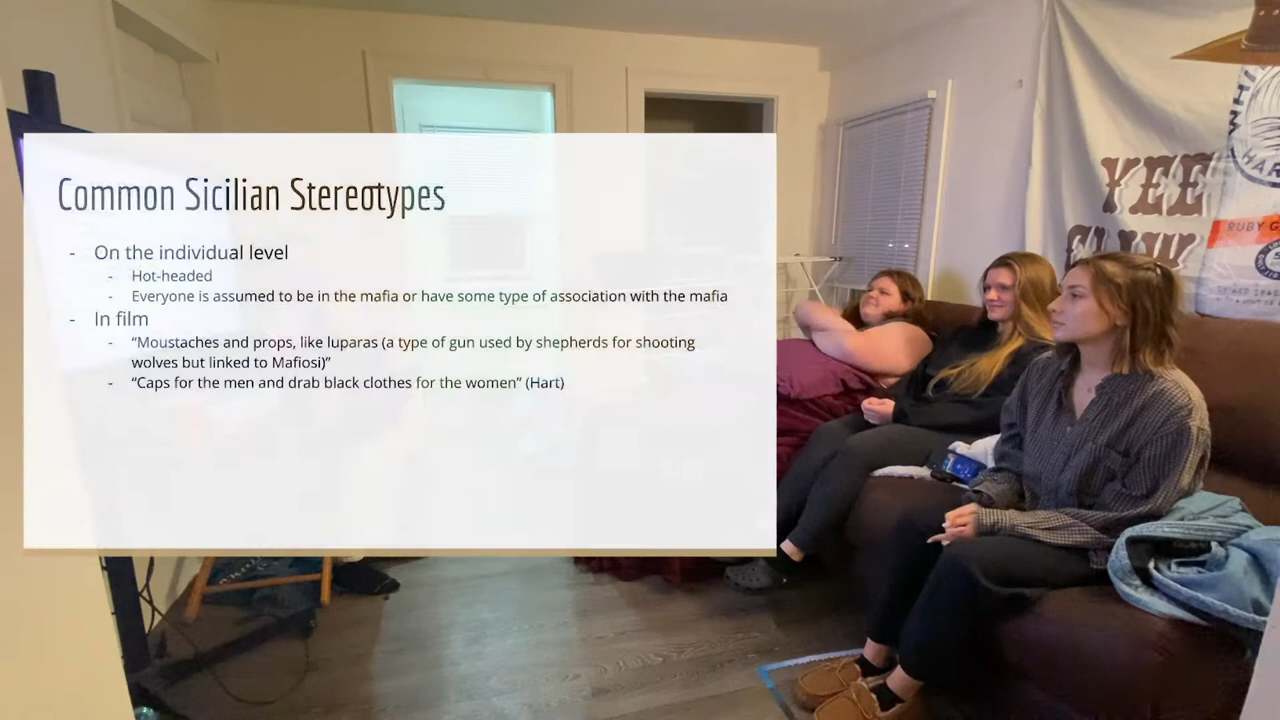 Common Sicilian Stereotypes
- On the individual level
- Hot-headed
- Everyone is assumed to be in the mafia or have some type of association with the mafia
- In film
- “Moustaches and props, like luparas (a type of gun used by shepherds for shooting
wolves but linked to Mafiosi)”
- “Caps for the men and drab black clothes for the women” (Hart)
YEE
RUBY G